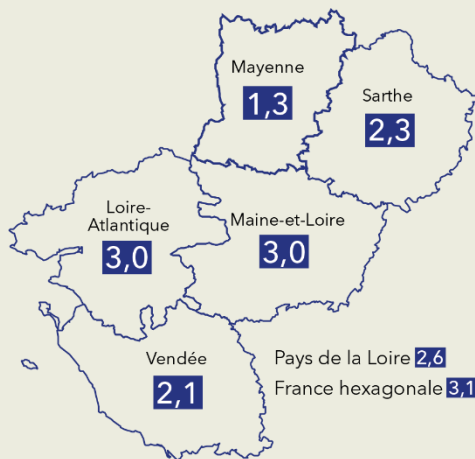 Mayenne
1,3
Sarthe
2,3
Loire-
Atlantique
3,0
Maine-et-Loire
3,0
Vendée
2,1
Pays de la Loire 2,6
France hexagonale 3,1